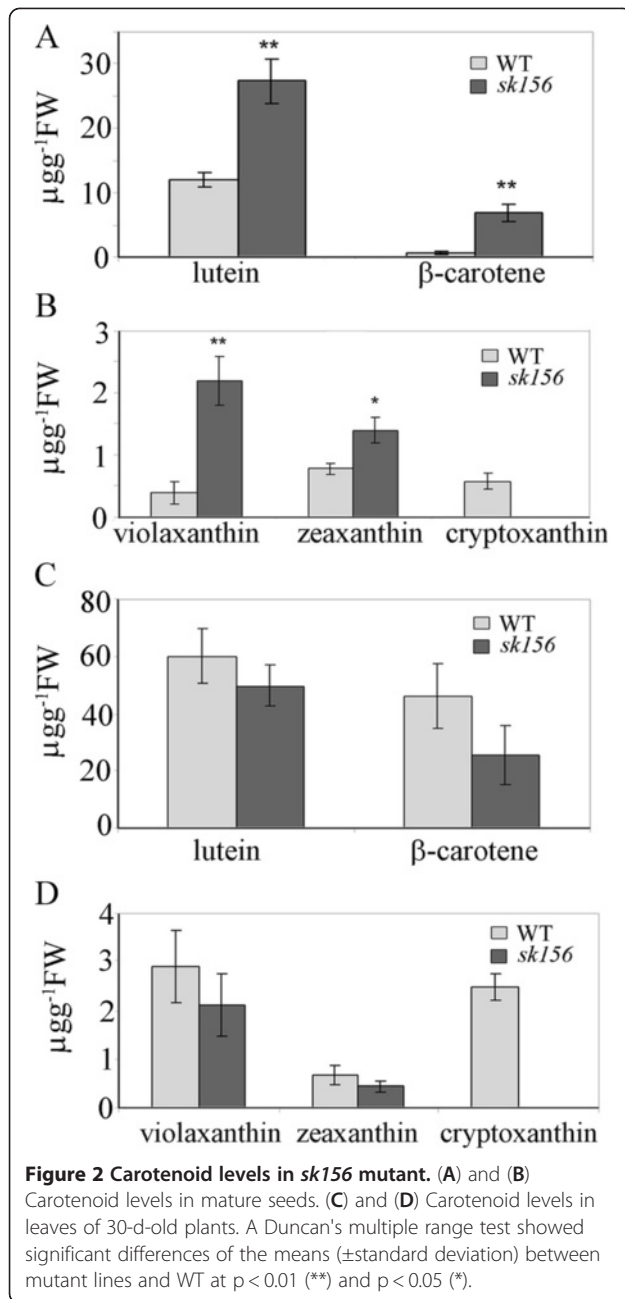 A
**
30
WT
sk156
20
**
10
0
µgg⁻¹FW
lutein β-carotene
B
3
**
WT
sk156
2
*
1
0
µgg⁻¹FW
violaxanthin zeaxanthin cryptoxanthin
C
80
WT
sk156
60
40
20
0
µgg⁻¹FW
lutein β-carotene
D
4
WT
sk156
3
2
1
0
µgg⁻¹FW
violaxanthin zeaxanthin cryptoxanthin
Figure 2 Carotenoid levels in sk156 mutant. (A) and (B)
Carotenoid levels in mature seeds. (C) and (D) Carotenoid levels in
leaves of 30-d-old plants. A Duncan's multiple range test showed
significant differences of the means (±standard deviation) between
mutant lines and WT at p < 0.01 (**) and p < 0.05 (*).